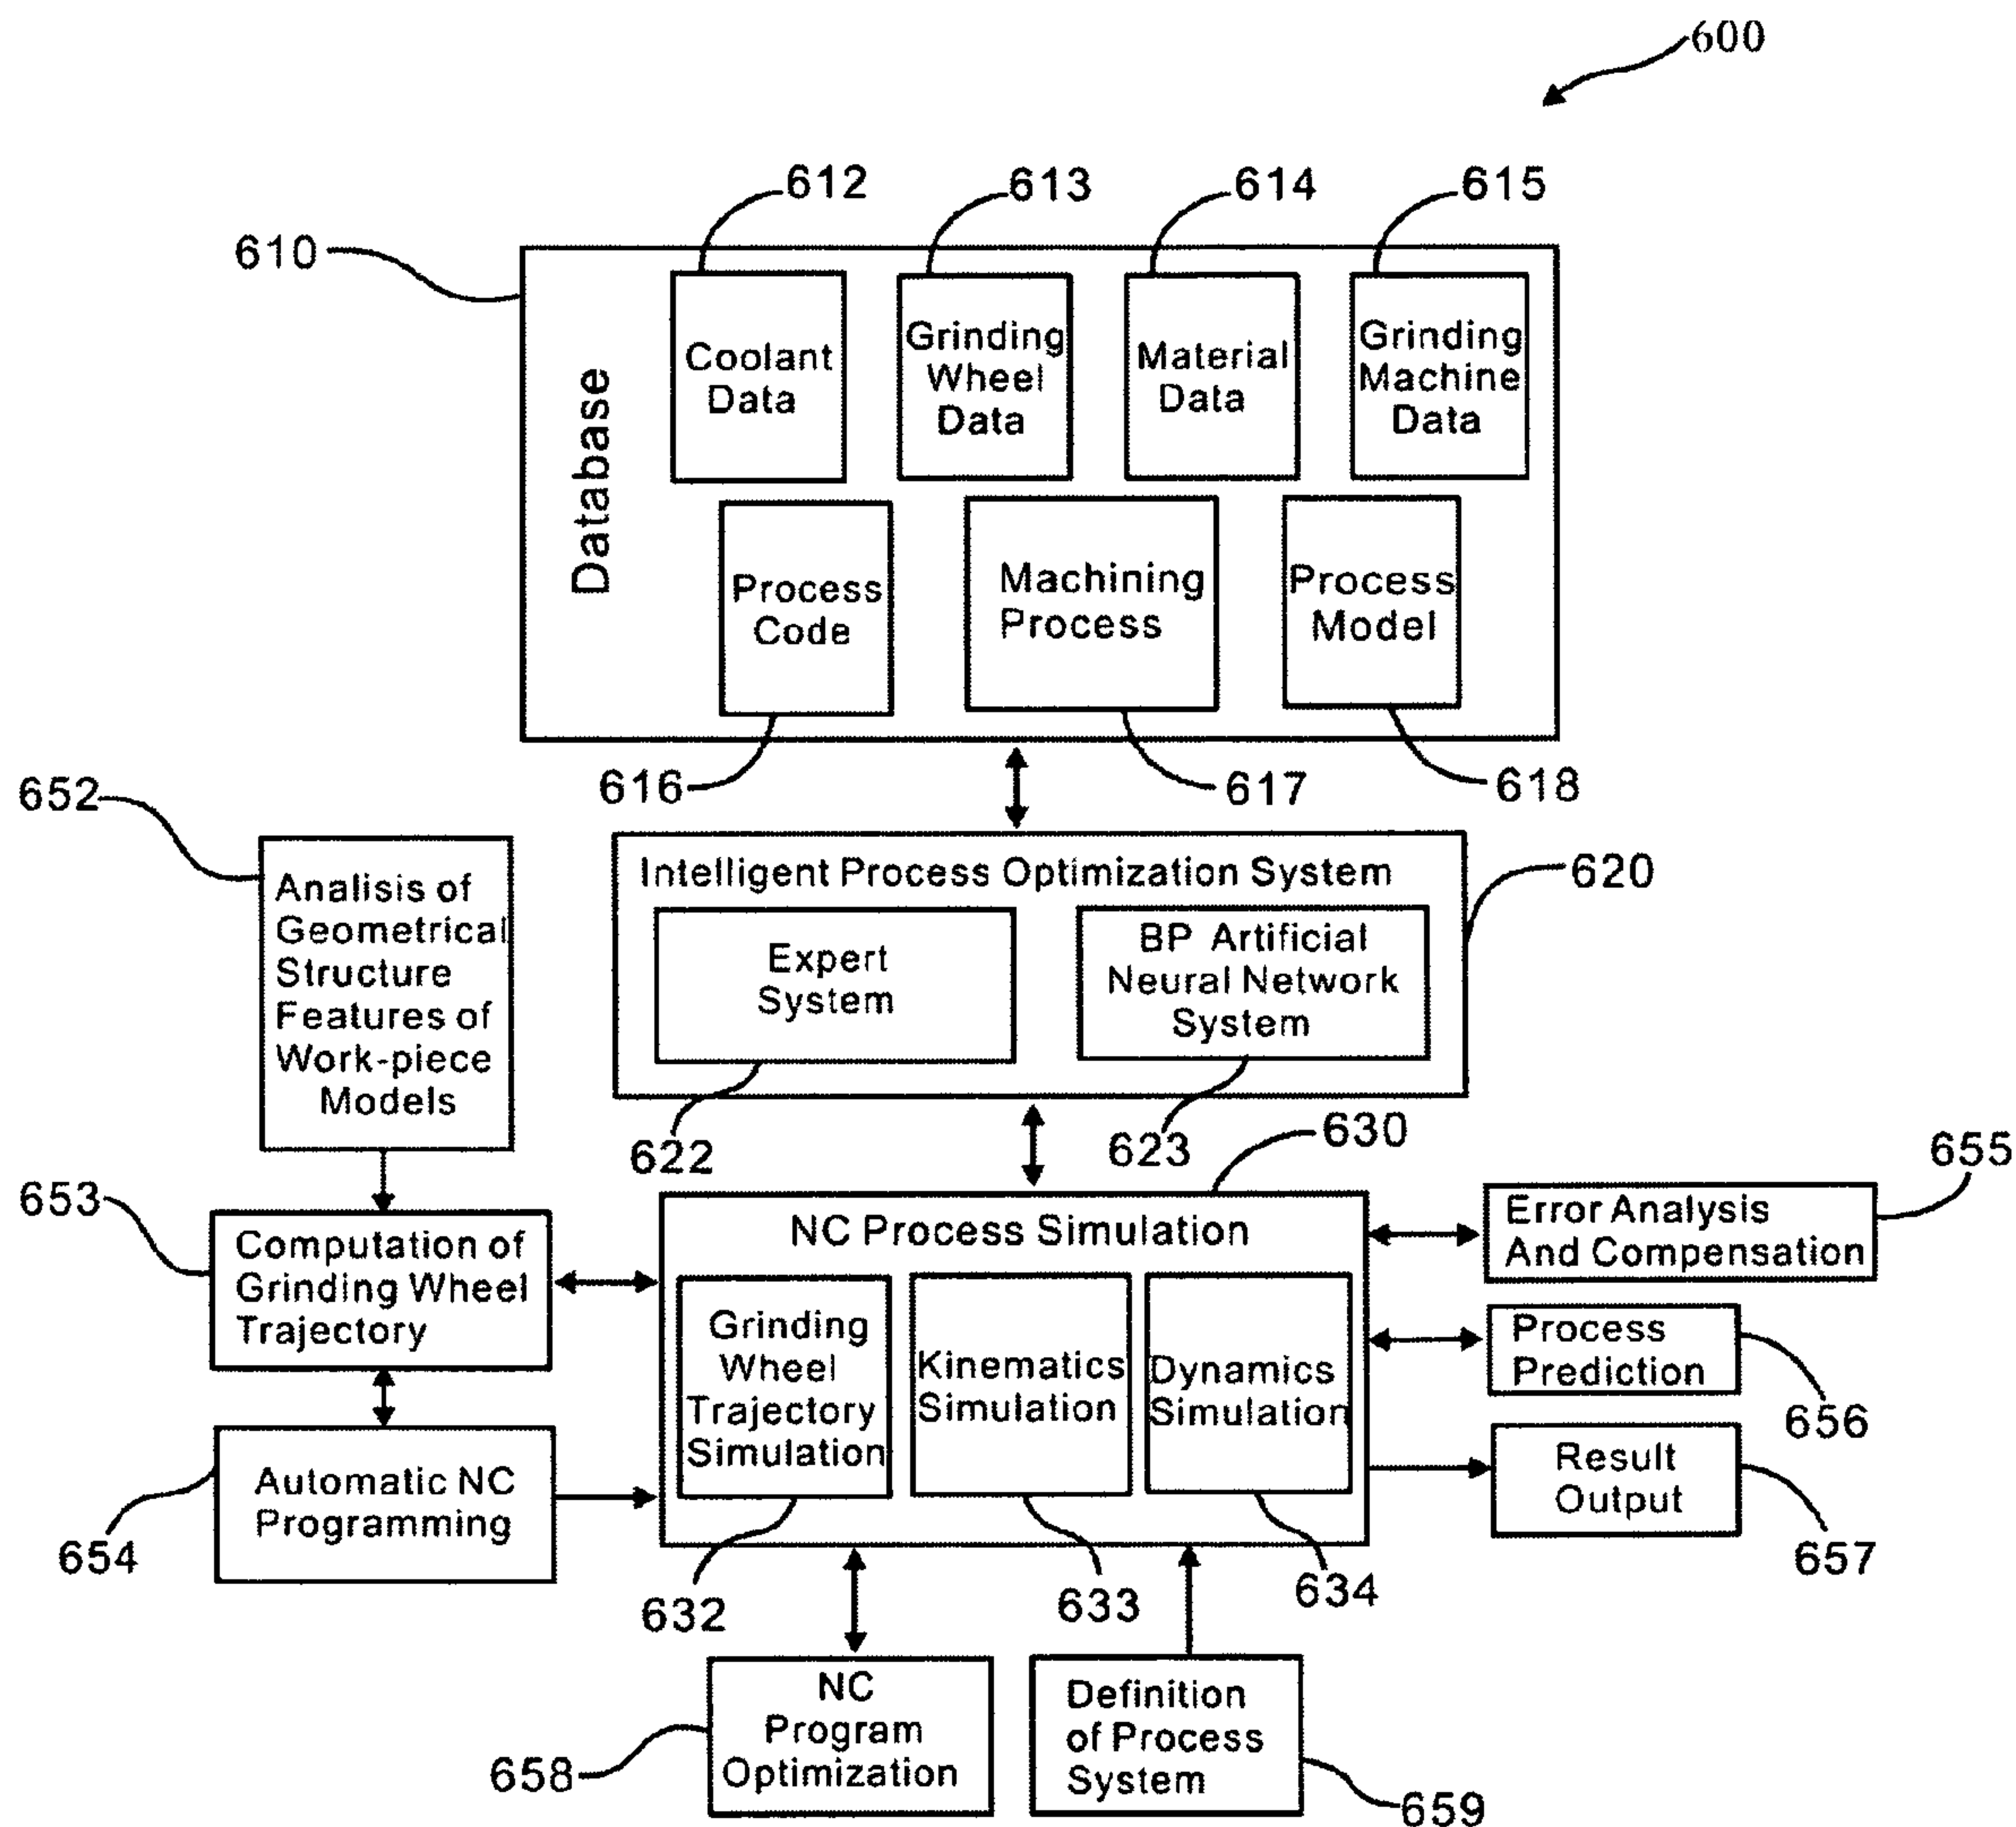 600
612
613
614
615
610
Database
Coolant
Data
Grinding
Wheel
Data
Material
Data
Grinding
Machine
Data
Process
Code
Machining
Process
Process
Model
616
617
618
652
Analisis of
Geometrical
Structure
Features of
Work-piece
Models
Intelligent Process Optimization System
620
Expert
System
BP Artificial
Neural Network
System
622
623
630
655
653
Computation of
Grinding Wheel
Trajectory
NC Process Simulation
Error Analysis
And Compensation
Grinding
Wheel
Trajectory
Simulation
Kinematics
Simulation
Dynamics
Simulation
Process
Prediction
656
Automatic NC
Programming
654
Result
Output
657
632
633
634
NC
Program
Optimization
658
Definition
of Process
System
659